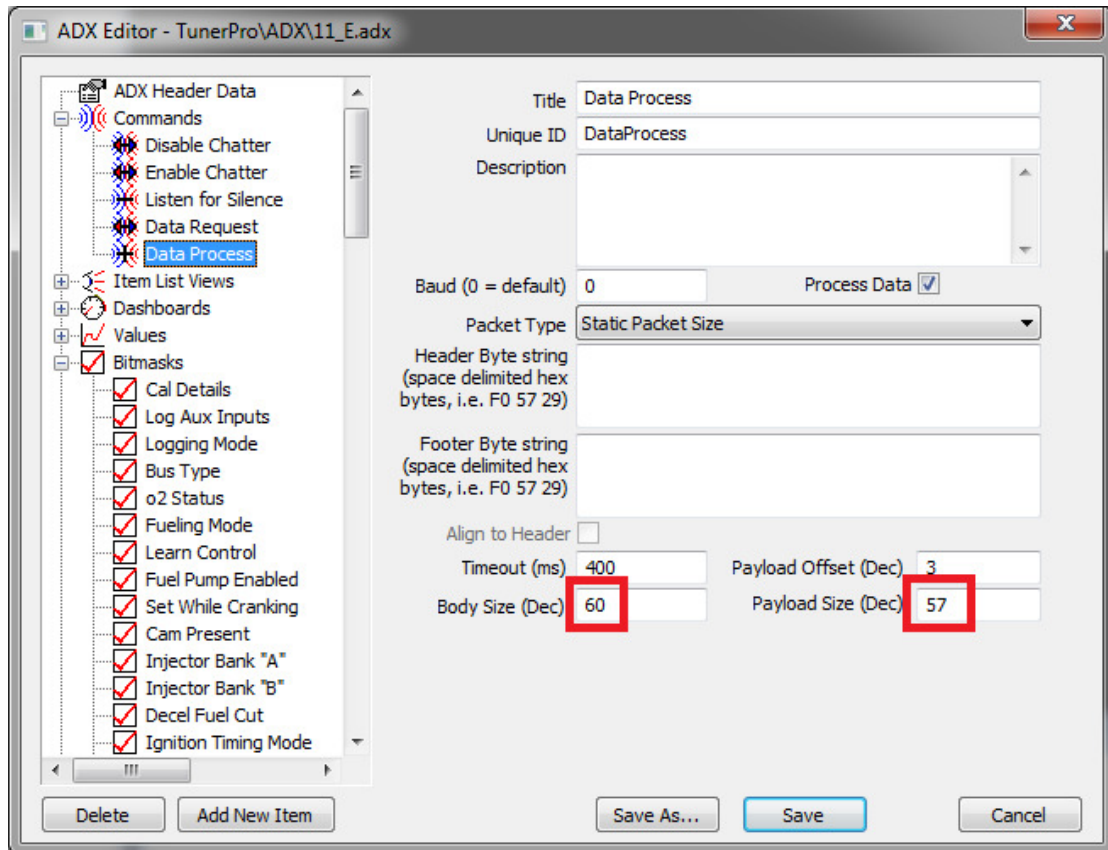 ADX Editor - TunerPro\ADX\11_E.adx
ADX Header Data
Commands
Disable Chatter
Enable Chatter
Listen for Silence
Data Request
Data Process
Item List Views
Dashboards
Values
Bitmasks
Cal Details
Log Aux Inputs
Logging Mode
Bus Type
o2 Status
Fueling Mode
Learn Control
Fuel Pump Enabled
Set While Cranking
Cam Present
Injector Bank "A"
Injector Bank "B"
Decel Fuel Cut
Ignition Timing Mode
Title Data Process
Unique ID DataProcess
Description
Baud (0 = default) 0 Process Data
Packet Type Static Packet Size
Header Byte string
(space delimited hex
bytes, i.e. F0 57 29)
Footer Byte string
(space delimited hex
bytes, i.e. F0 57 29)
Align to Header
Timeout (ms) 400 Payload Offset (Dec) 3
Body Size (Dec) 60 Payload Size (Dec) 57
Delete Add New Item Save As... Save Cancel